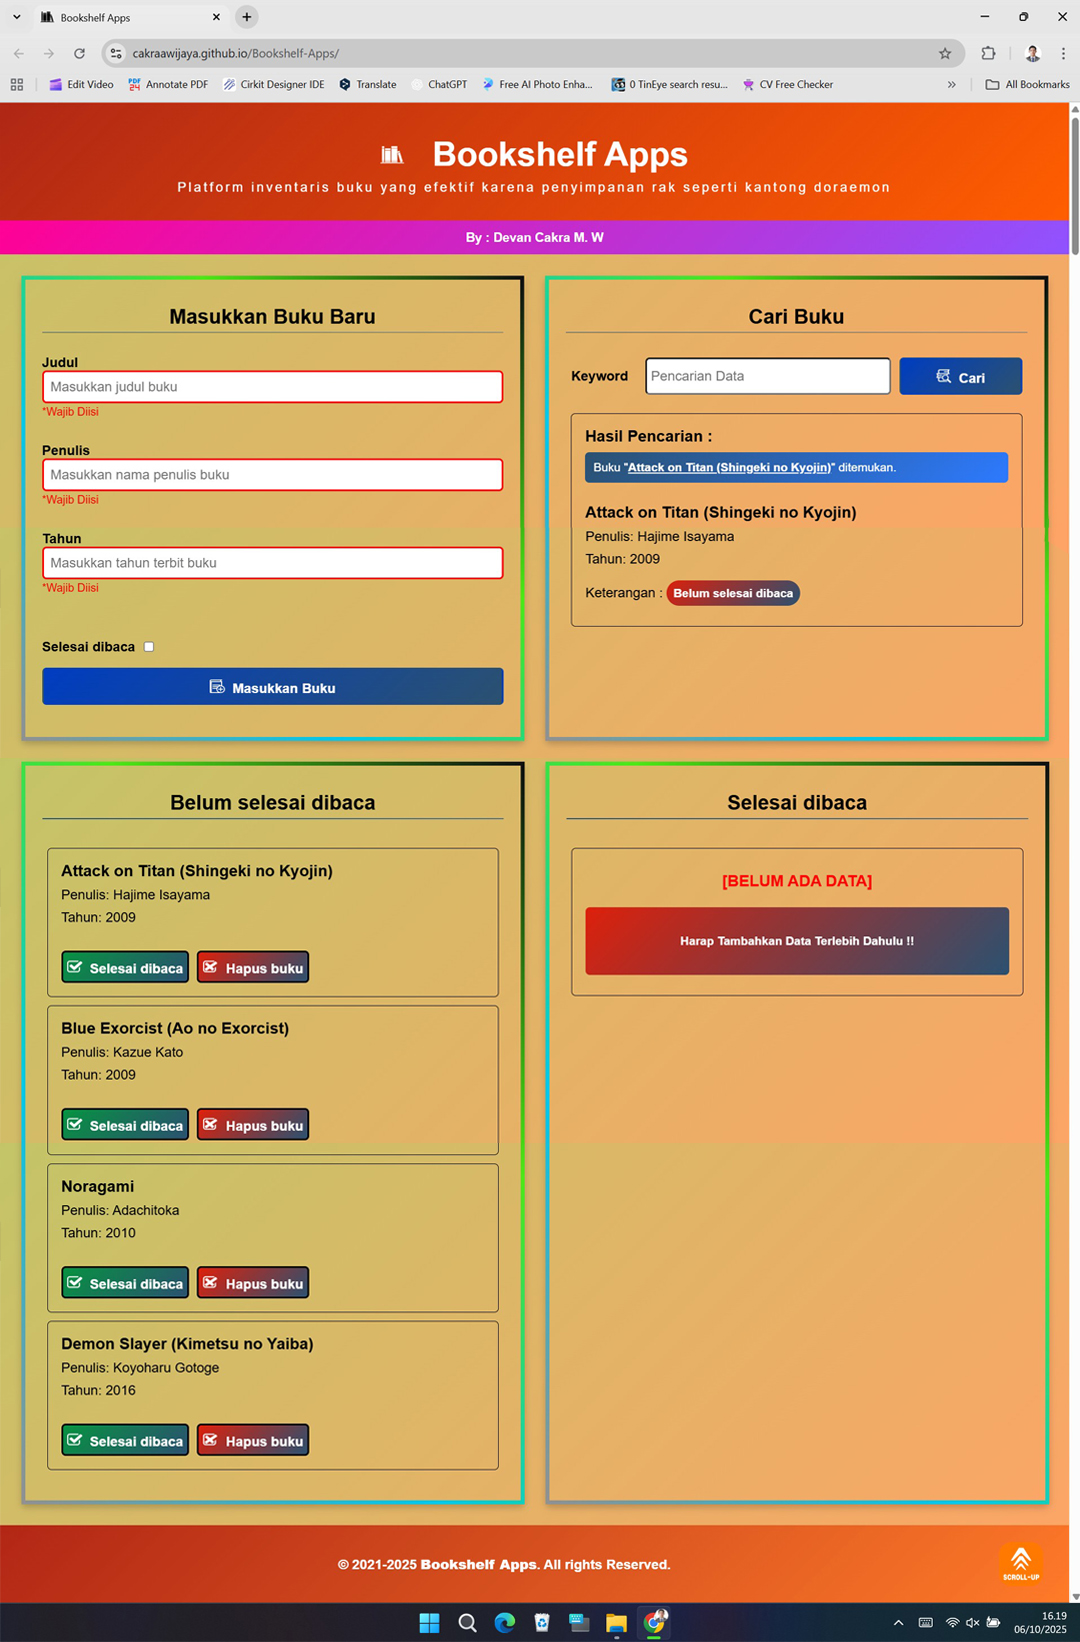 Bookshelf Apps
cakraawijaya.github.io/Bookshelf-Apps/
Edit Video
Annotate PDF
Cirkit Designer IDE
Translate
ChatGPT
Free AI Photo Enha...
0 TinEye search resu...
CV Free Checker
All Bookmarks
Bookshelf Apps
Platform inventaris buku yang efektif karena penyimpanan rak seperti kantong doraemon
By : Devan Cakra M. W
Masukkan Buku Baru
Judul
Masukkan judul buku
*Wajib Diisi
Penulis
Masukkan nama penulis buku
*Wajib Diisi
Tahun
Masukkan tahun terbit buku
*Wajib Diisi
Selesai dibaca
Masukkan Buku
Cari Buku
Keyword
Pencarian Data
Cari
Hasil Pencarian :
Buku "Attack on Titan (Shingeki no Kyojin)" ditemukan.
Attack on Titan (Shingeki no Kyojin)
Penulis: Hajime Isayama
Tahun: 2009
Keterangan : Belum selesai dibaca
Belum selesai dibaca
Attack on Titan (Shingeki no Kyojin)
Penulis: Hajime Isayama
Tahun: 2009
Selesai dibaca Hapus buku
Blue Exorcist (Ao no Exorcist)
Penulis: Kazue Kato
Tahun: 2009
Selesai dibaca Hapus buku
Noragami
Penulis: Adachitoka
Tahun: 2010
Selesai dibaca Hapus buku
Demon Slayer (Kimetsu no Yaiba)
Penulis: Koyoharu Gotoge
Tahun: 2016
Selesai dibaca Hapus buku
Selesai dibaca
[BELUM ADA DATA]
Harap Tambahkan Data Terlebih Dahulu !!
© 2021-2025 Bookshelf Apps. All rights Reserved.
SCROLL-UP
16.19
06/10/2025